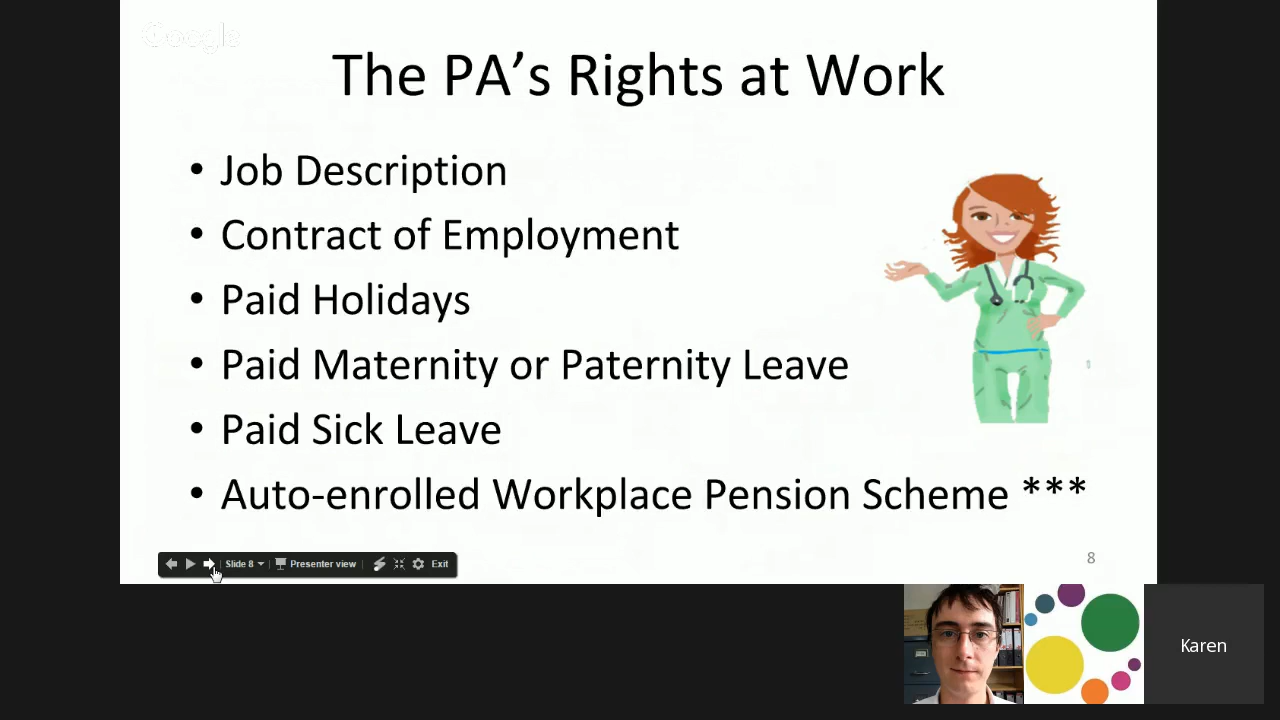 Google
The PA's Rights at Work
• Job Description
• Contract of Employment
• Paid Holidays
• Paid Maternity or Paternity Leave
• Paid Sick Leave
• Auto-enrolled Workplace Pension Scheme ***
Slide 8 Presenter view Exit
8
Karen